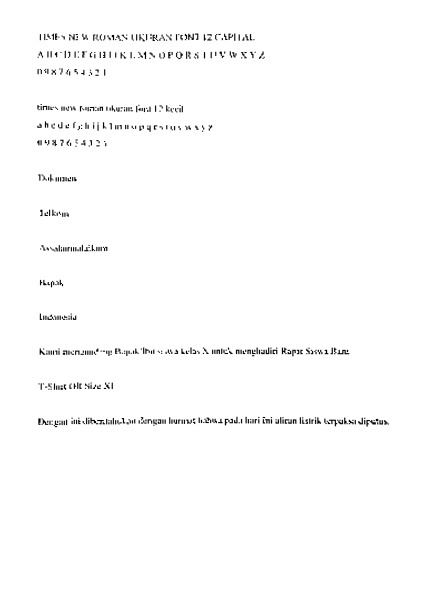 TIMES NEW ROMAN UKURAN FONT 12 CAPITAL
A B C D E F G H I J K L M N O P Q R S T U V W X Y Z
0 9 8 7 6 5 4 3 2 1
times new roman ukuran font 12 kecil
a b c d e f g h i j k l m n o p q r s t u v w x y z
0 9 8 7 6 5 4 3 2 1
Dokumen
Telkom
Assalaimualaikum
Bapak
Indonesia
Kami mengundang Bapak/Ibu siswa kelas X untuk menghadiri Rapat Siswa Baru
T-Shirt OR Size Xl
Dengan ini diberitahukan dengan hormat bahwa pada hari ini aliran listrik terpaksa diputus.